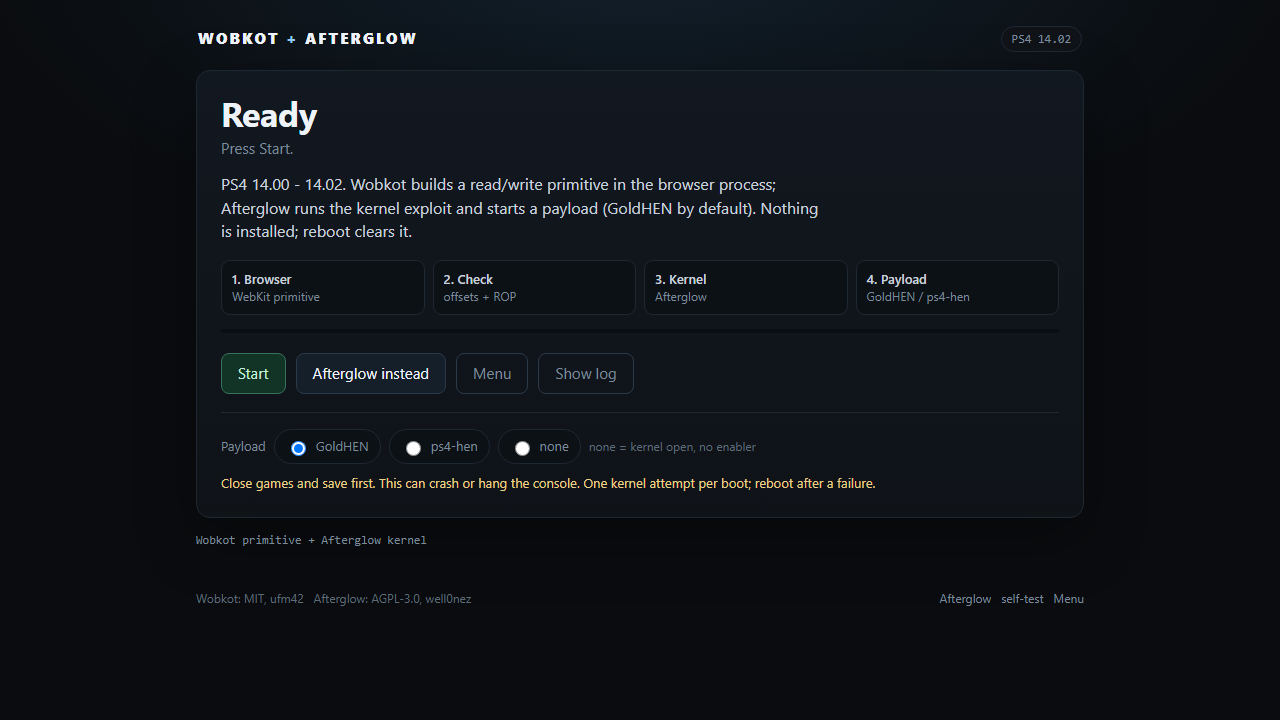 WOBKOT + AFTERGLOW
PS4 14.02
Ready
Press Start.
PS4 14.00 - 14.02. Wobkot builds a read/write primitive in the browser process;
Afterglow runs the kernel exploit and starts a payload (GoldHEN by default). Nothing
is installed; reboot clears it.
1. Browser
WebKit primitive
2. Check
offsets + ROP
3. Kernel
Afterglow
4. Payload
GoldHEN / ps4-hen
Start
Afterglow instead
Menu
Show log
Payload
GoldHEN
ps4-hen
none
none = kernel open, no enabler
Close games and save first. This can crash or hang the console. One kernel attempt per boot; reboot after a failure.
Wobkot primitive + Afterglow kernel
Wobkot: MIT, ufm42 Afterglow: AGPL-3.0, well0nez
Afterglow self-test Menu